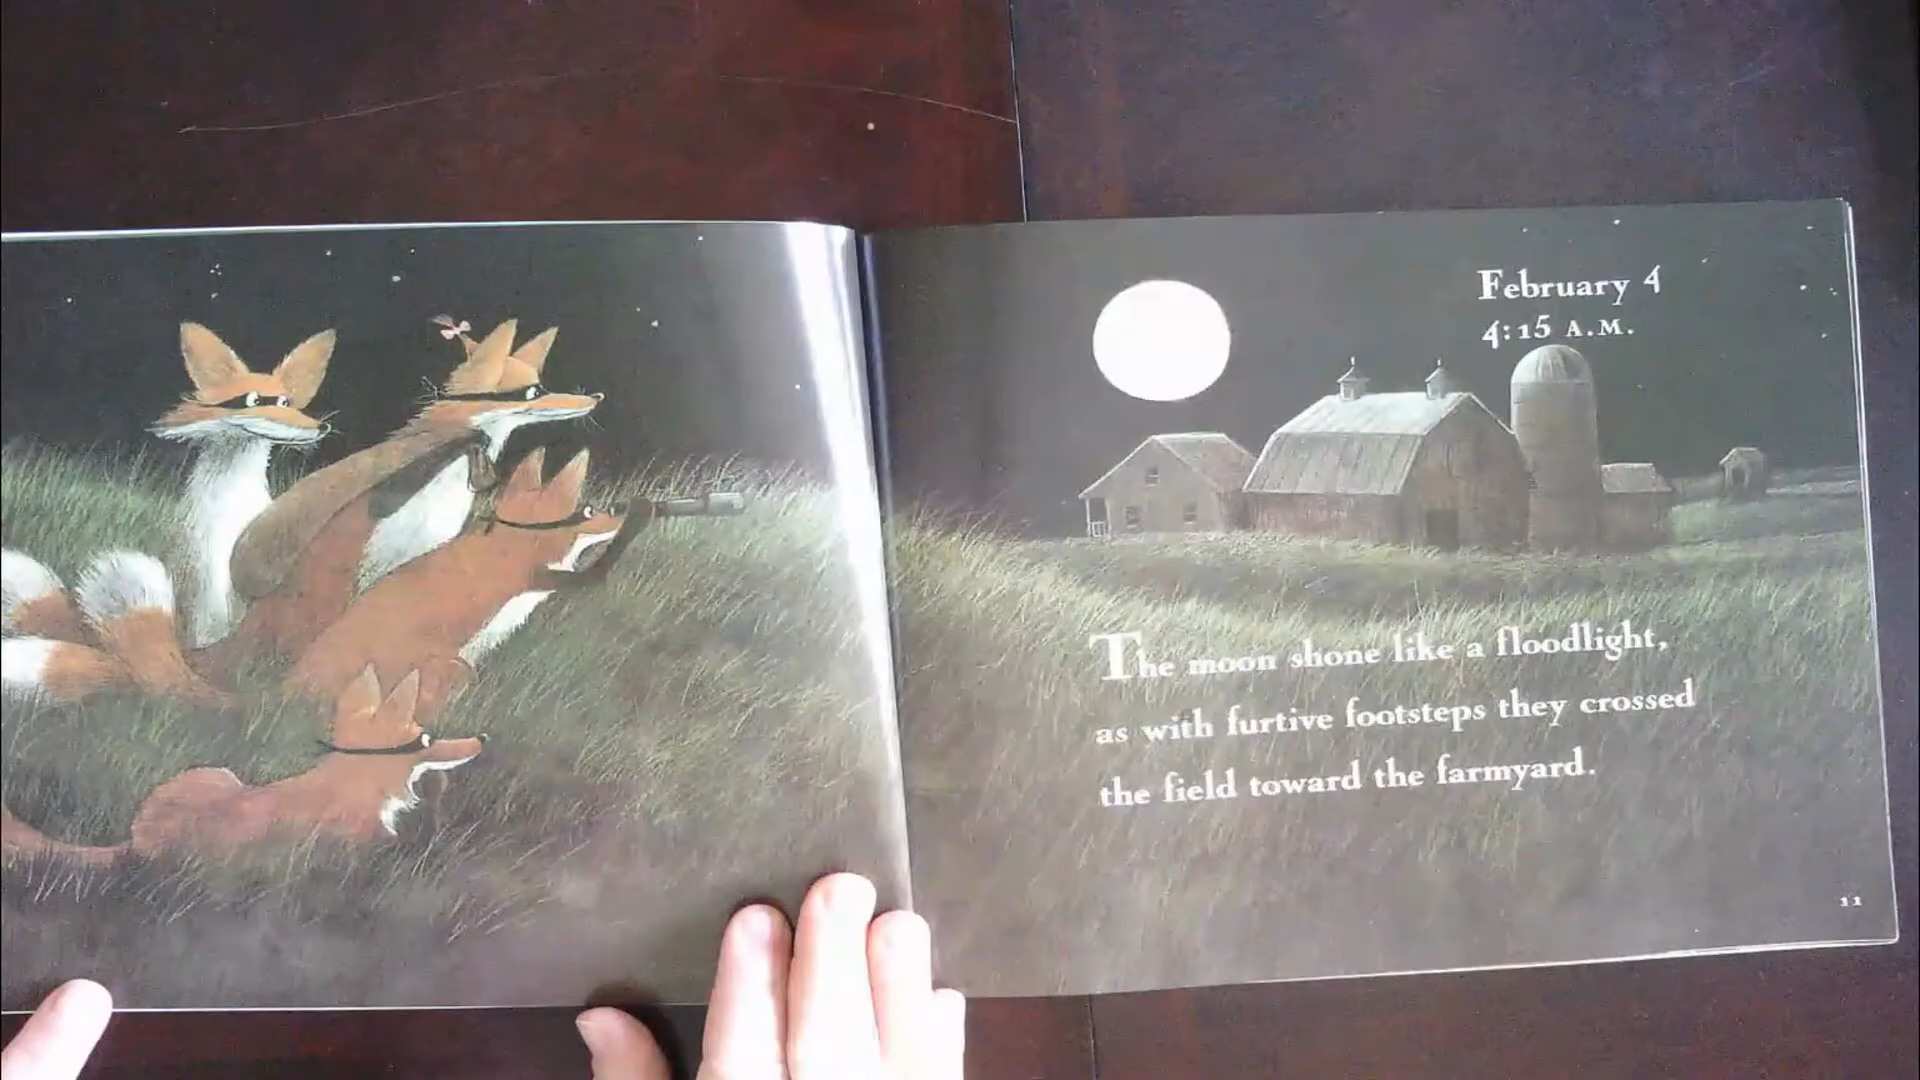 February 4
4:15 A.M.
The moon shone like a floodlight,
as with furtive footsteps they crossed
the field toward the farmyard.
11